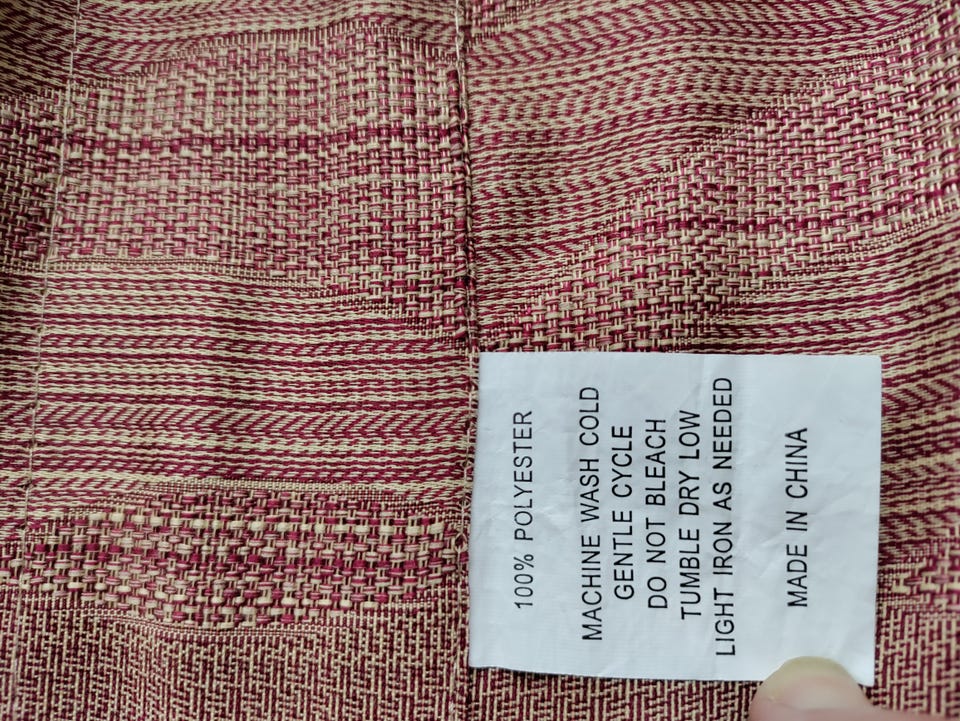 100% POLYESTER
MACHINE WASH COLD
GENTLE CYCLE
DO NOT BLEACH
TUMBLE DRY LOW
LIGHT IRON AS NEEDED
MADE IN CHINA